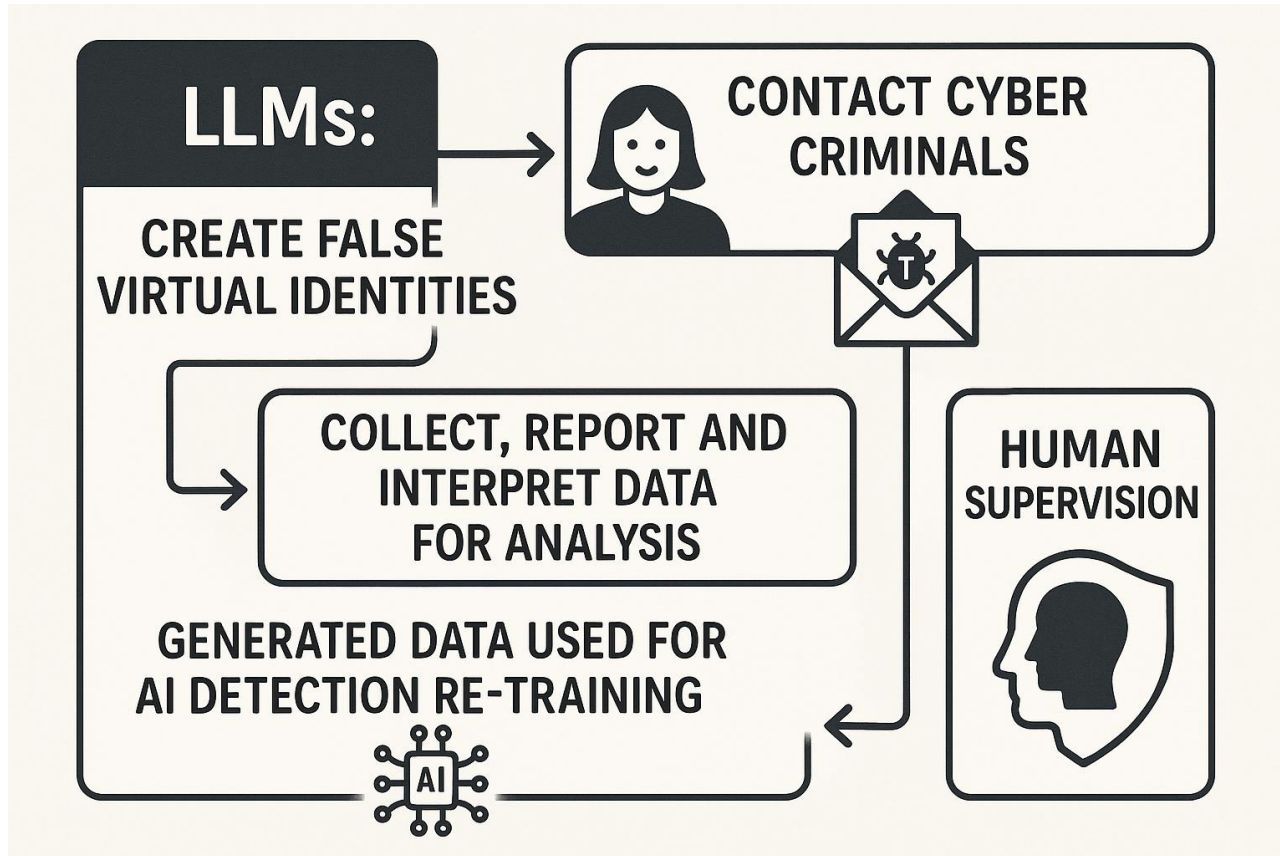 LLMs:
CREATE FALSE
VIRTUAL IDENTITIES
CONTACT CYBER
CRIMINALS
T
COLLECT, REPORT AND
INTERPRET DATA
FOR ANALYSIS
GENERATED DATA USED FOR
AI DETECTION RE-TRAINING
AI
HUMAN
SUPERVISION